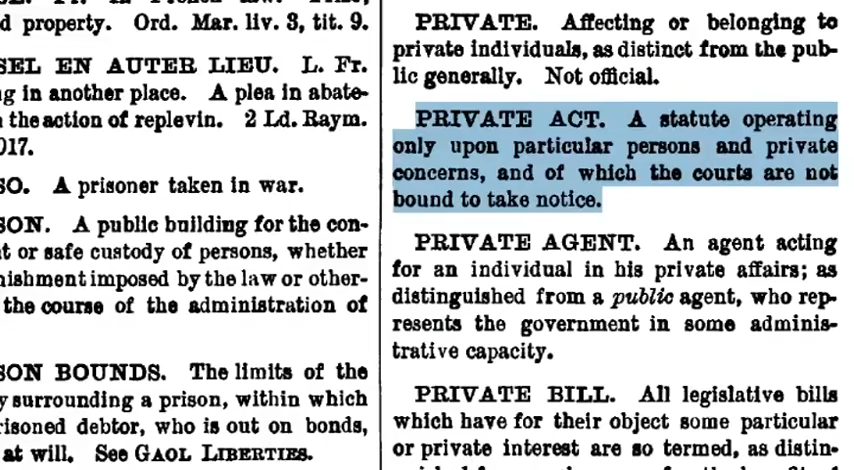 d property. Ord. Mar. liv. 3, tit. 9.
SEL EN AUTER LIEU. L. Fr.
g in another place. A plea in abate-
the action of replevin. 2 Ld. Raym.
017.
SO. A prisoner taken in war.
SON. A public building for the con-
t or safe custody of persons, whether
nishment imposed by the law or other-
the course of the administration of
SON BOUNDS. The limits of the
y surrounding a prison, within which
risoned debtor, who is out on bonds,
at will. See GAOL LIBERTIES.
PRIVATE. Affecting or belonging to
private individuals, as distinct from the pub-
lic generally. Not official.
PRIVATE ACT. A statute operating
only upon particular persons and private
concerns, and of which the courts are not
bound to take notice.
PRIVATE AGENT. An agent acting
for an individual in his private affairs; as
distinguished from a public agent, who rep-
resents the government in some adminis-
trative capacity.
PRIVATE BILL. All legislative bills
which have for their object some particular
or private interest are so termed, as distin-